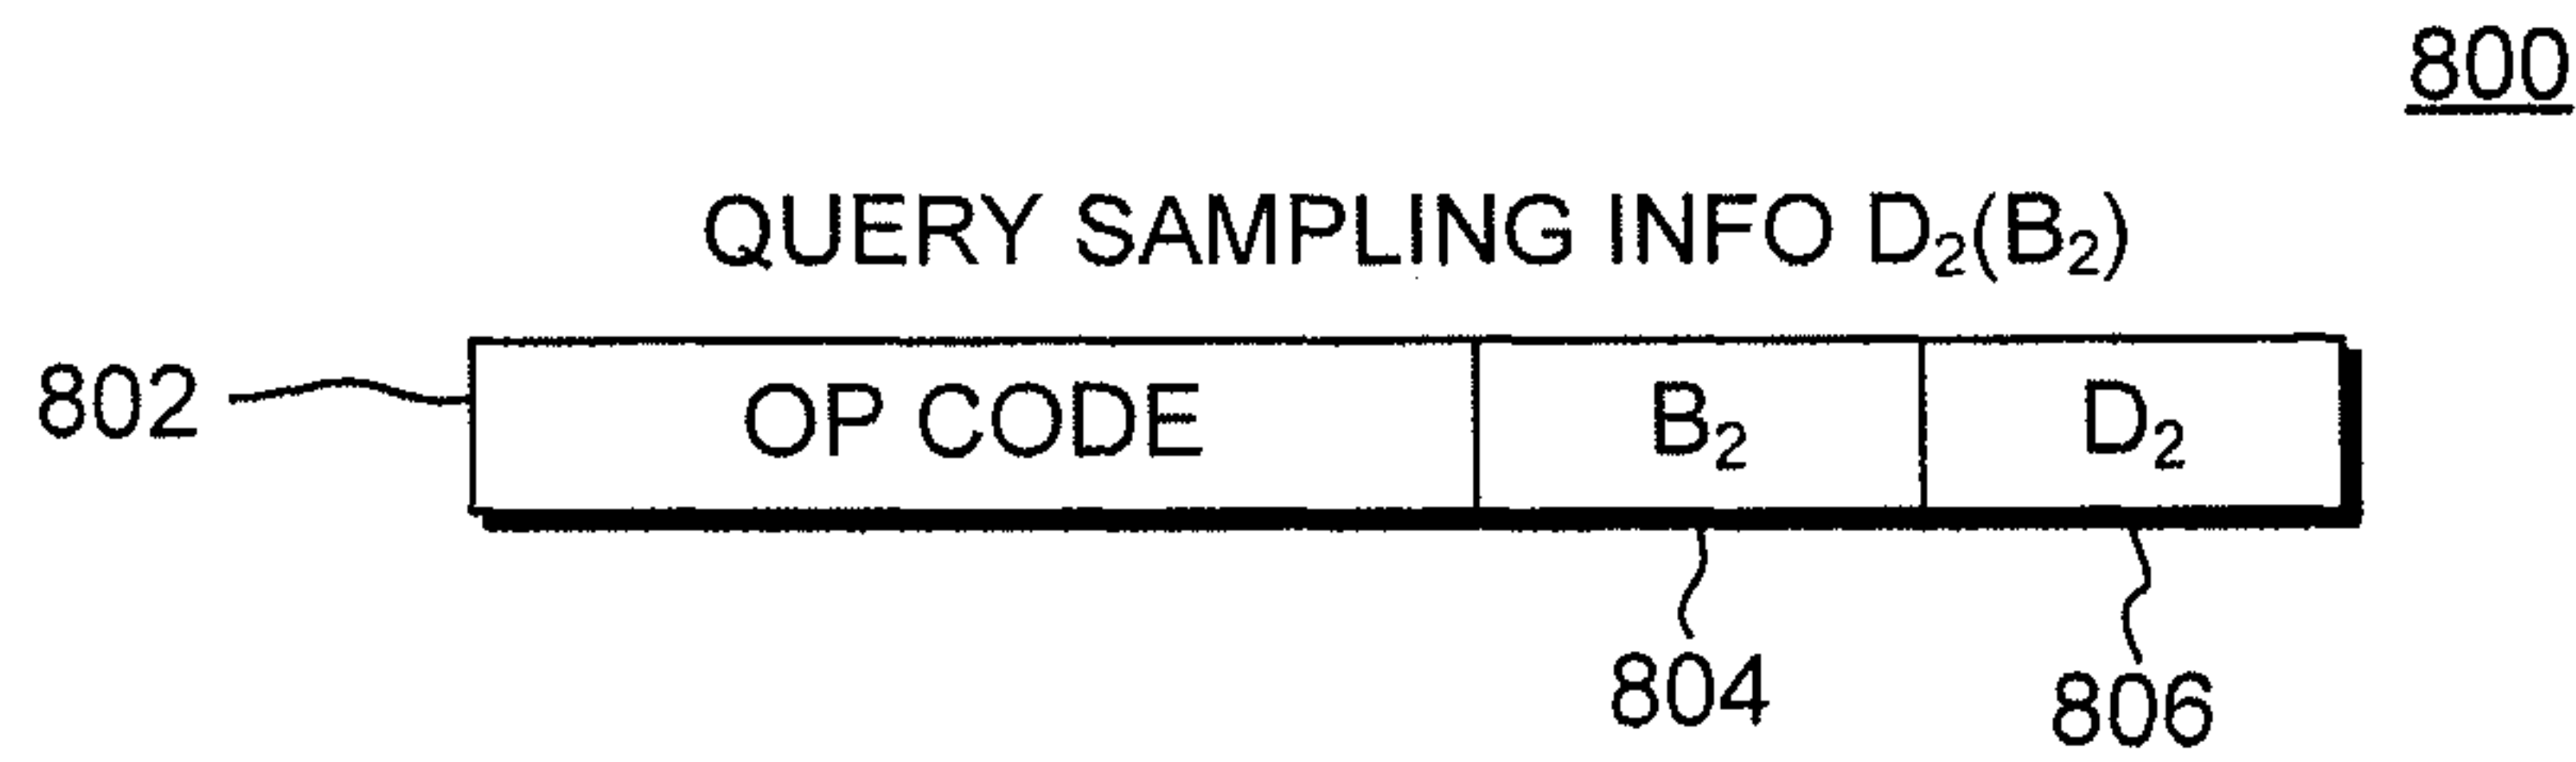 800
QUERY SAMPLING INFO D₂(B₂)
802 OP CODE B₂ D₂
804
806